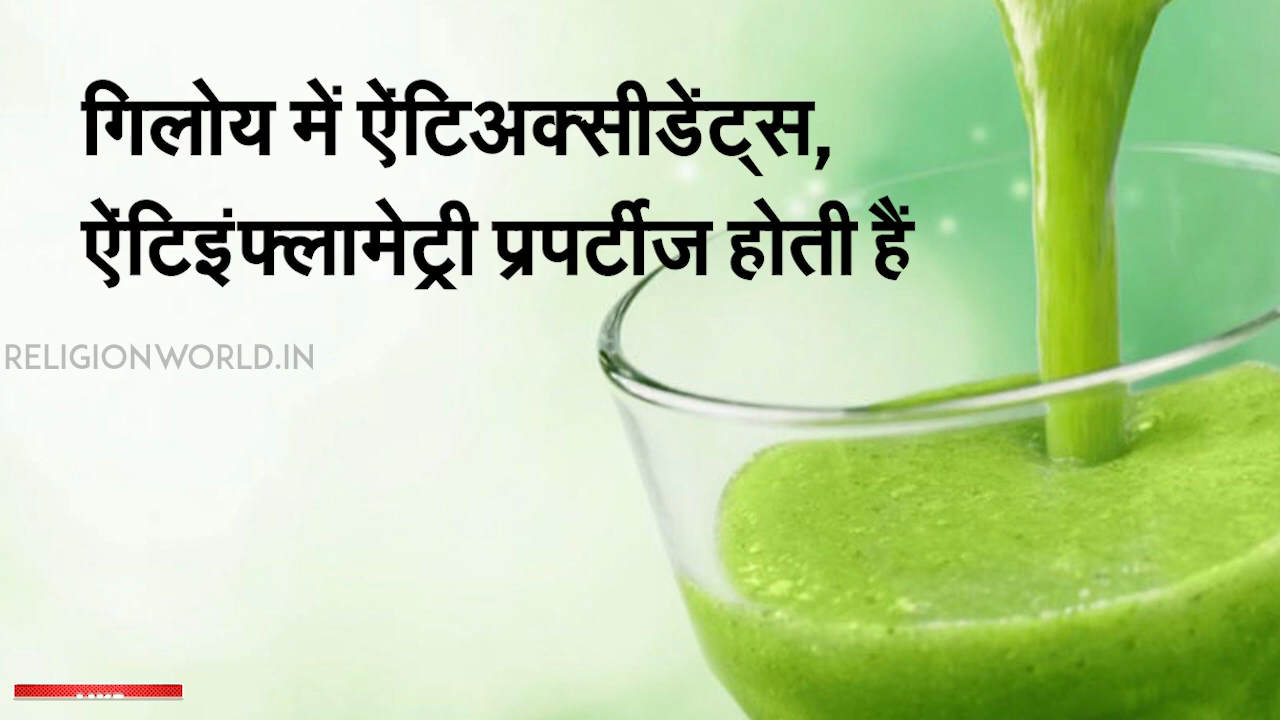 गिलोय में ऐंटिअक्सीडेंट्स,
ऐंटिइंफ्लामेट्री प्रपर्टीज होती हैं
RELIGIONWORLD.IN